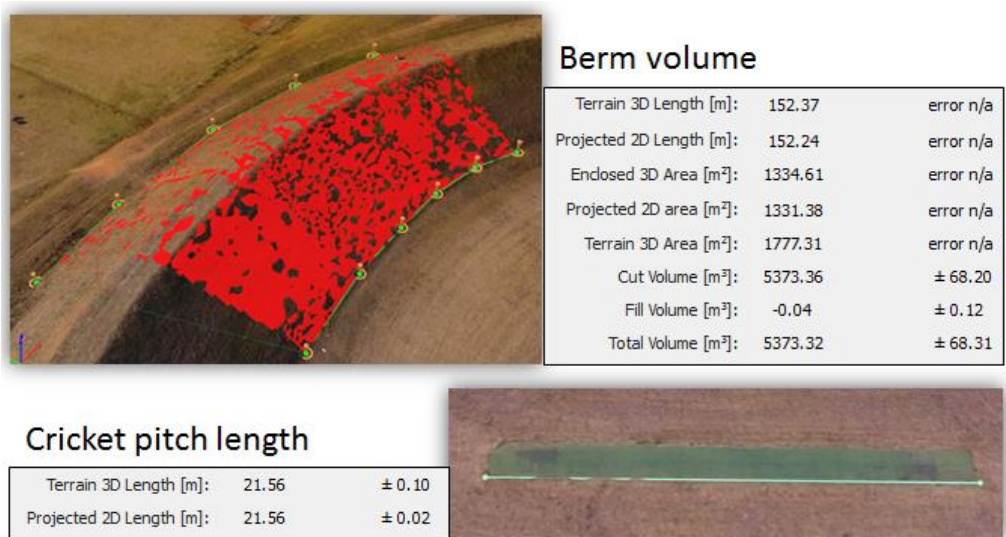 Berm volume
Terrain 3D Length [m]: 152.37 error n/a
Projected 2D Length [m]: 152.24 error n/a
Enclosed 3D Area [m²]: 1334.61 error n/a
Projected 2D area [m²]: 1331.38 error n/a
Terrain 3D Area [m²]: 1777.31 error n/a
Cut Volume [m³]: 5373.36 ± 68.20
Fill Volume [m³]: -0.04 ± 0.12
Total Volume [m³]: 5373.32 ± 68.31
Cricket pitch length
Terrain 3D Length [m]: 21.56 ± 0.10
Projected 2D Length [m]: 21.56 ± 0.02